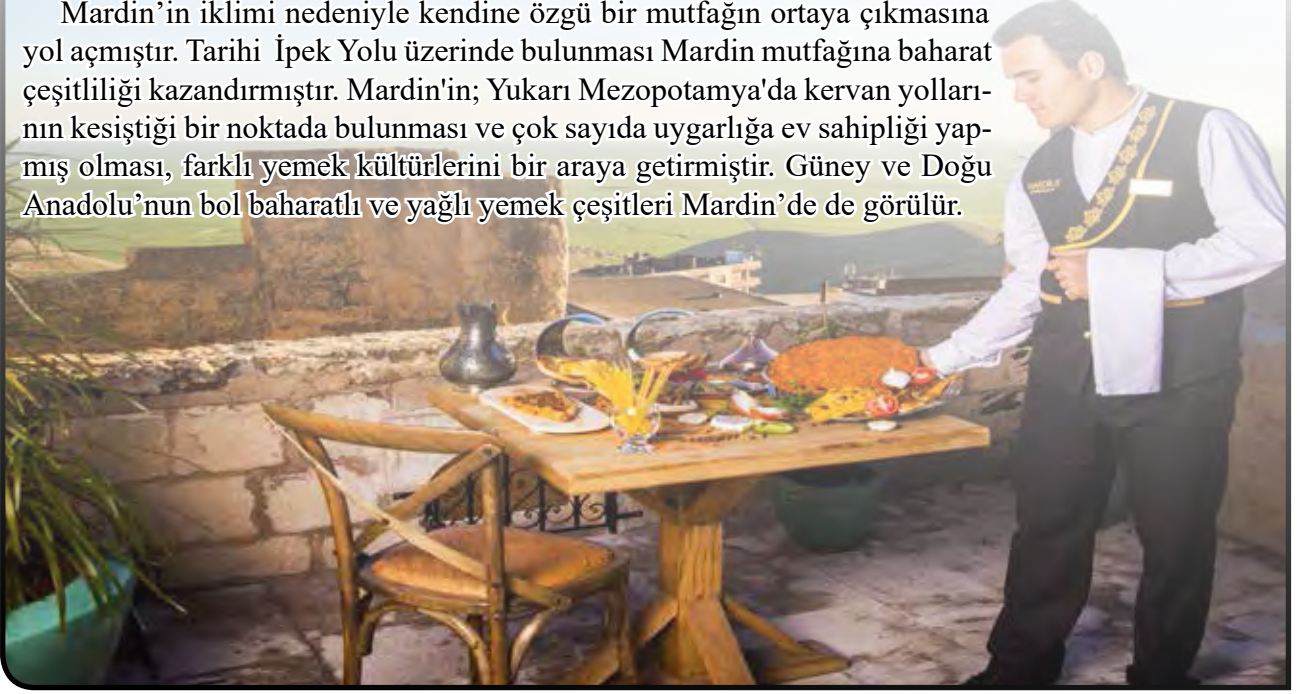 Mardin’in iklimi nedeniyle kendine özgü bir mutfağın ortaya çıkmasına
yol açmıştır. Tarihi İpek Yolu üzerinde bulunması Mardin mutfağına baharat
çeşitliliği kazandırmıştır. Mardin'in; Yukarı Mezopotamya'da kervan yolları-
nın kesiştiği bir noktada bulunması ve çok sayıda uygarlığa ev sahipliği yap-
mış olması, farklı yemek kültürlerini bir araya getirmiştir. Güney ve Doğu
Anadolu’nun bol baharatlı ve yağlı yemek çeşitleri Mardin’de de görülür.